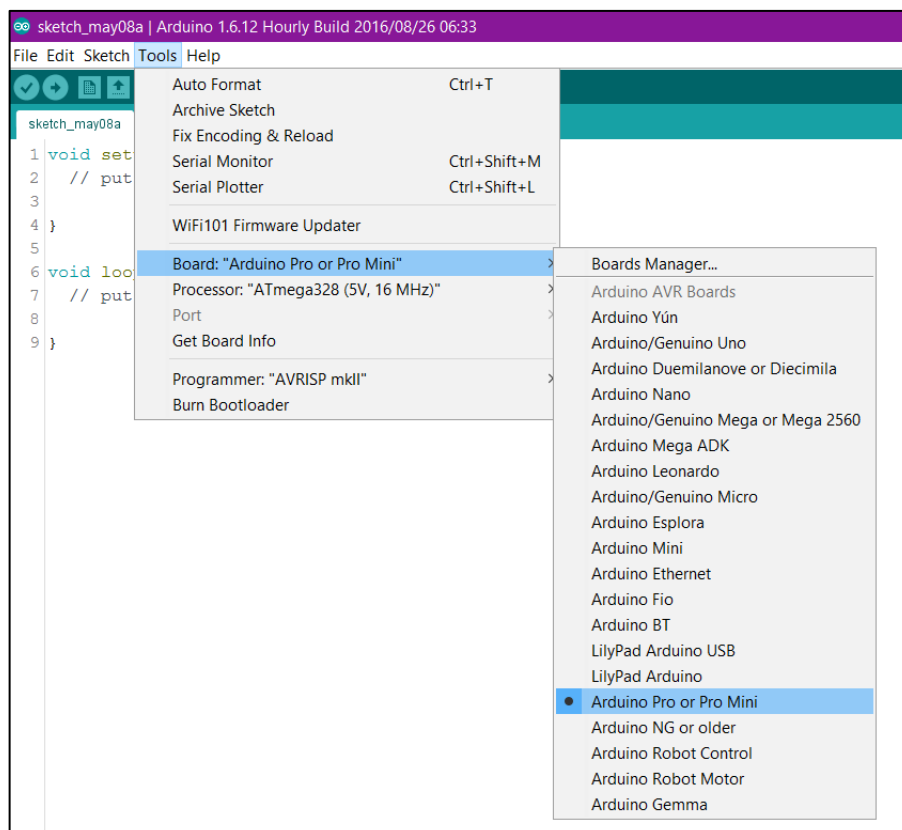 sketch_may08a | Arduino 1.6.12 Hourly Build 2016/08/26 06:33
File Edit Sketch Tools Help
sketch_may08a
1 void set
2 // put
3
4 }
5
6 void loo
7 // put
8
9 }
Auto Format Ctrl+T
Archive Sketch
Fix Encoding & Reload
Serial Monitor Ctrl+Shift+M
Serial Plotter Ctrl+Shift+L
WiFi101 Firmware Updater
Board: "Arduino Pro or Pro Mini"
Processor: "ATmega328 (5V, 16 MHz)"
Port
Get Board Info
Programmer: "AVRISP mkII"
Burn Bootloader
Boards Manager...
Arduino AVR Boards
Arduino Yún
Arduino/Genuino Uno
Arduino Duemilanove or Diecimila
Arduino Nano
Arduino/Genuino Mega or Mega 2560
Arduino Mega ADK
Arduino Leonardo
Arduino/Genuino Micro
Arduino Esplora
Arduino Mini
Arduino Ethernet
Arduino Fio
Arduino BT
LilyPad Arduino USB
LilyPad Arduino
Arduino Pro or Pro Mini
Arduino NG or older
Arduino Robot Control
Arduino Robot Motor
Arduino Gemma